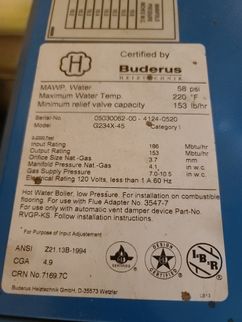 Certified by
H
Buderus
HEIZTECHNIK
MAWP, Water 58 psi
Maximum Water Temp 220 °F
Minimum relief valve capacity 153 lb/hr
Serial-No 05030062-00 - 4124-0520
Model-No. G234X-45 Category I
Input Rating 186 Mbtu/hr
Output Rating 153 Mbtu/hr
Orifice Size Nat-Gas 3.7 mm
Manifold Pressure Nat-Gas 4.1 in w.c.
Gas Supply Pressure 7.0-10.5 in w.c.
Electrical Rating 120 Volts, less than 1 A 60 Hz
Hot Water Boiler, low Pressure. For installation on combustible
flooring. For use with Flue Adapter No. 3547-7
For use only with automatic vent damper device Part-No.
RVGP-KS. Follow installation instructions.
* For Purpose of Input Adjustement
ANSI Z21.13B-1994
CGA 4.9
CRN No. 7169.7C
DESIGN
CERTIFIED
I=B=R
Buderus Heiztechnik GmbH, D-35573 Wetzlar